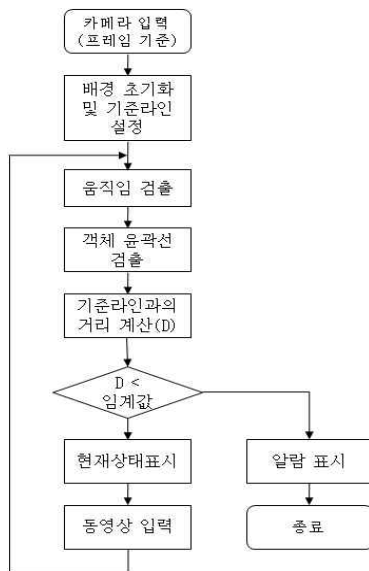 카메라 입력
(프레임 기준)
배경 초기화
및 기준라인
설정
움직임 검출
객체 윤곽선
검출
기준라인과의
거리 계산(D)
D <
임계값
현재상태표시
알람 표시
동영상 입력
종료